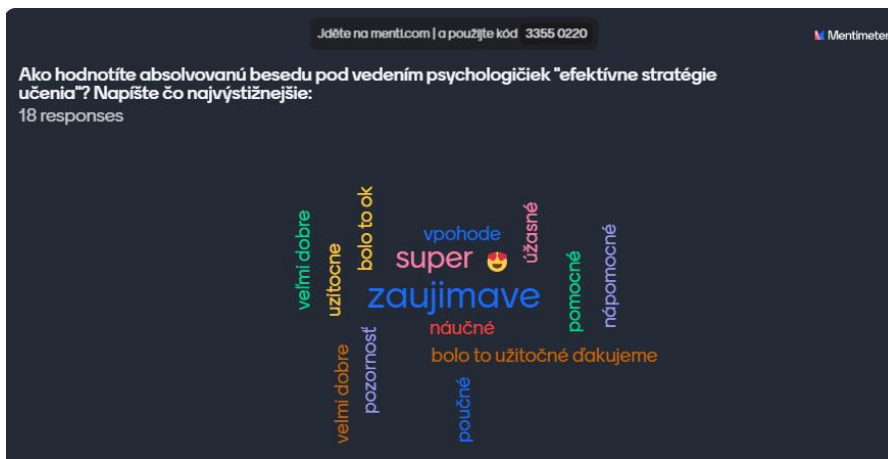 Jděte na menti.com | a použijte kód 3355 0220
Mentimeter
Ako hodnotíte absolvovanú besedu pod vedením psychologičiek "efektívne stratégie
učenia"? Napíšte čo najvýstižnejšie:
18 responses
veľmi dobre
uzitocne
bolo to ok
vpohode
super 😍
úžasné
zaujimave
pomocné
nápomocné
náučné
bolo to užitočné ďakujeme
velmi dobre
pozornosť
poučné